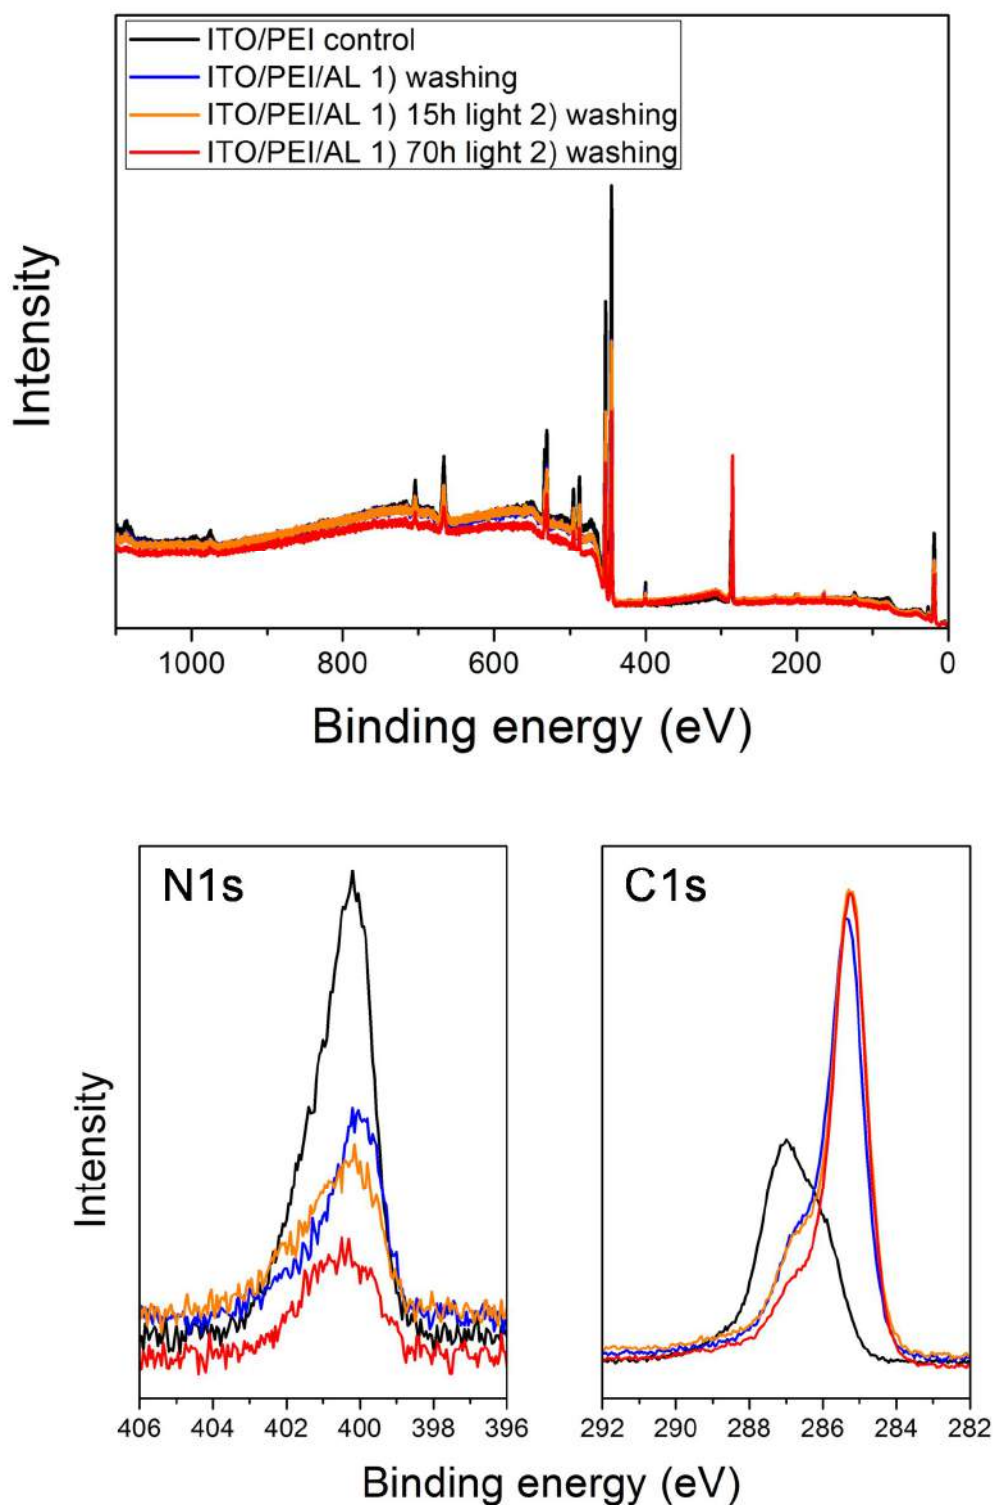 ITO/PEI control
ITO/PEI/AL 1) washing
ITO/PEI/AL 1) 15h light 2) washing
ITO/PEI/AL 1) 70h light 2) washing
Intensity
1000 800 600 400 200 0
Binding energy (eV)
N1s
C1s
Intensity
406 404 402 400 398 396
292 290 288 286 284 282
Binding energy (eV)